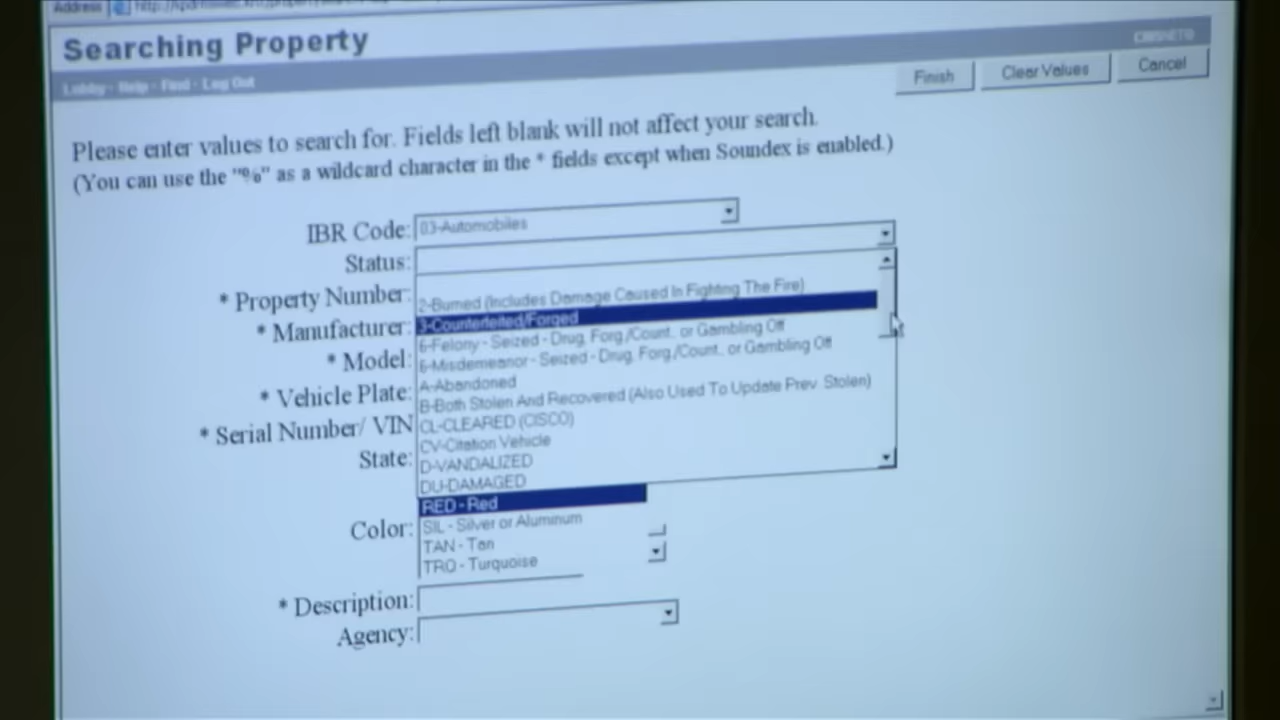 Address
Searching Property
Lobby - Help - Find - Log Out
Finish
Clear Values
Cancel
Please enter values to search for. Fields left blank will not affect your search.
(You can use the "%" as a wildcard character in the * fields except when Soundex is enabled.)
IBR Code: 03-Automobiles
Status:
* Property Number:
* Manufacturer:
* Model:
* Vehicle Plate:
* Serial Number/ VIN
State:
2-Burned (Includes Damage Caused In Fighting The Fire)
3-Counterfeited/Forged
6-Felony - Seized - Drug, Forg./Count., or Gambling Off
6-Misdemeanor - Seized - Drug, Forg./Count., or Gambling Off
A-Abandoned
B-Both Stolen And Recovered (Also Used To Update Prev. Stolen)
CL-CLEARED (CISCO)
CV-Citation Vehicle
D-VANDALIZED
DU-DAMAGED
Color:
RED - Red
SIL - Silver or Aluminum
TAN - Tan
TRO - Turquoise
* Description:
Agency: